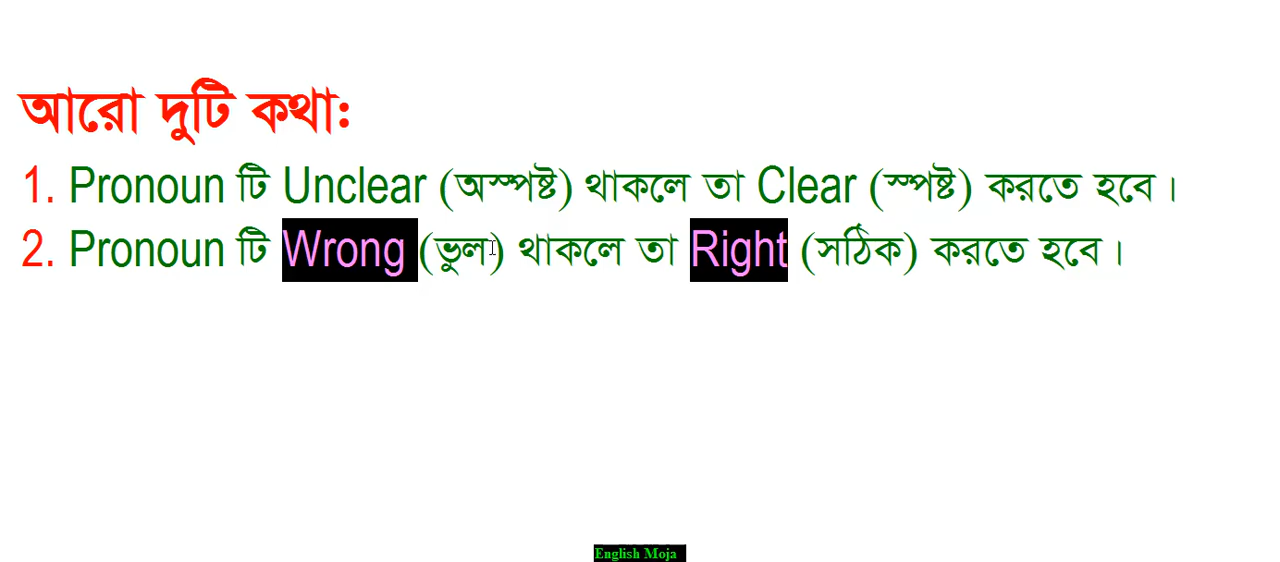 আরো দুটি কথা:
1. Pronoun টি Unclear (অস্পষ্ট) থাকলে তা Clear (স্পষ্ট) করতে হবে।
2. Pronoun টি Wrong (ভুল) থাকলে তা Right (সঠিক) করতে হবে।
English Moja